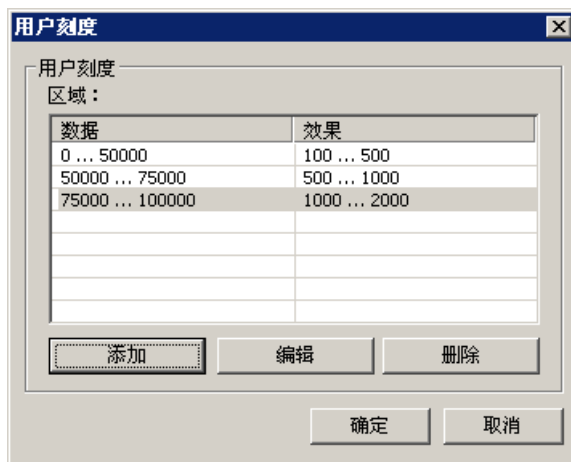 用户刻度
用户刻度
区域：
数据 效果
0 ... 50000 100 ... 500
50000 ... 75000 500 ... 1000
75000 ... 100000 1000 ... 2000
添加 编辑 删除
确定 取消